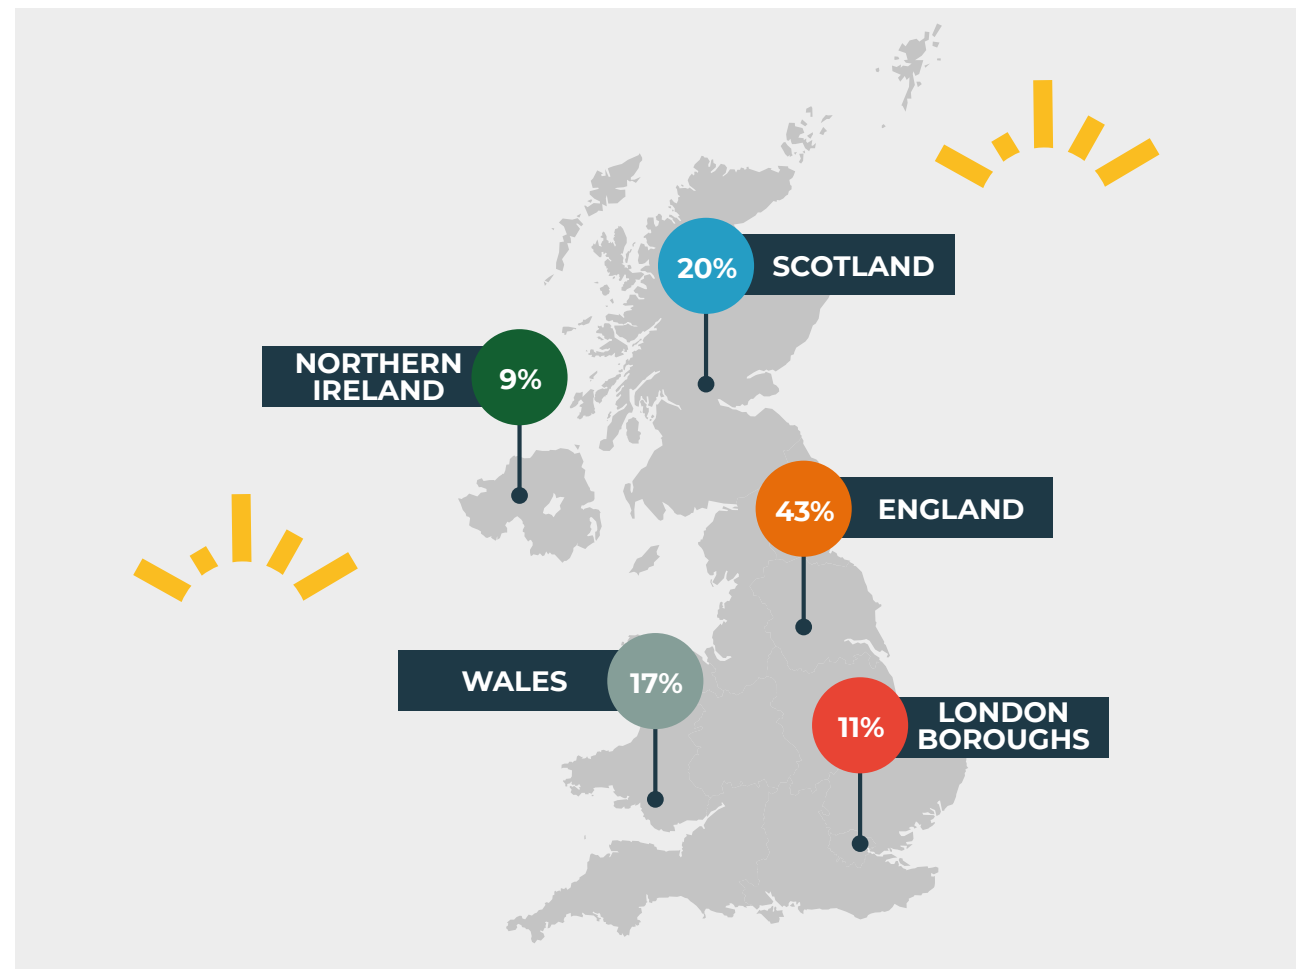 20%
SCOTLAND
NORTHERN
IRELAND
9%
43%
ENGLAND
WALES
17%
11%
LONDON
BOROUGHS